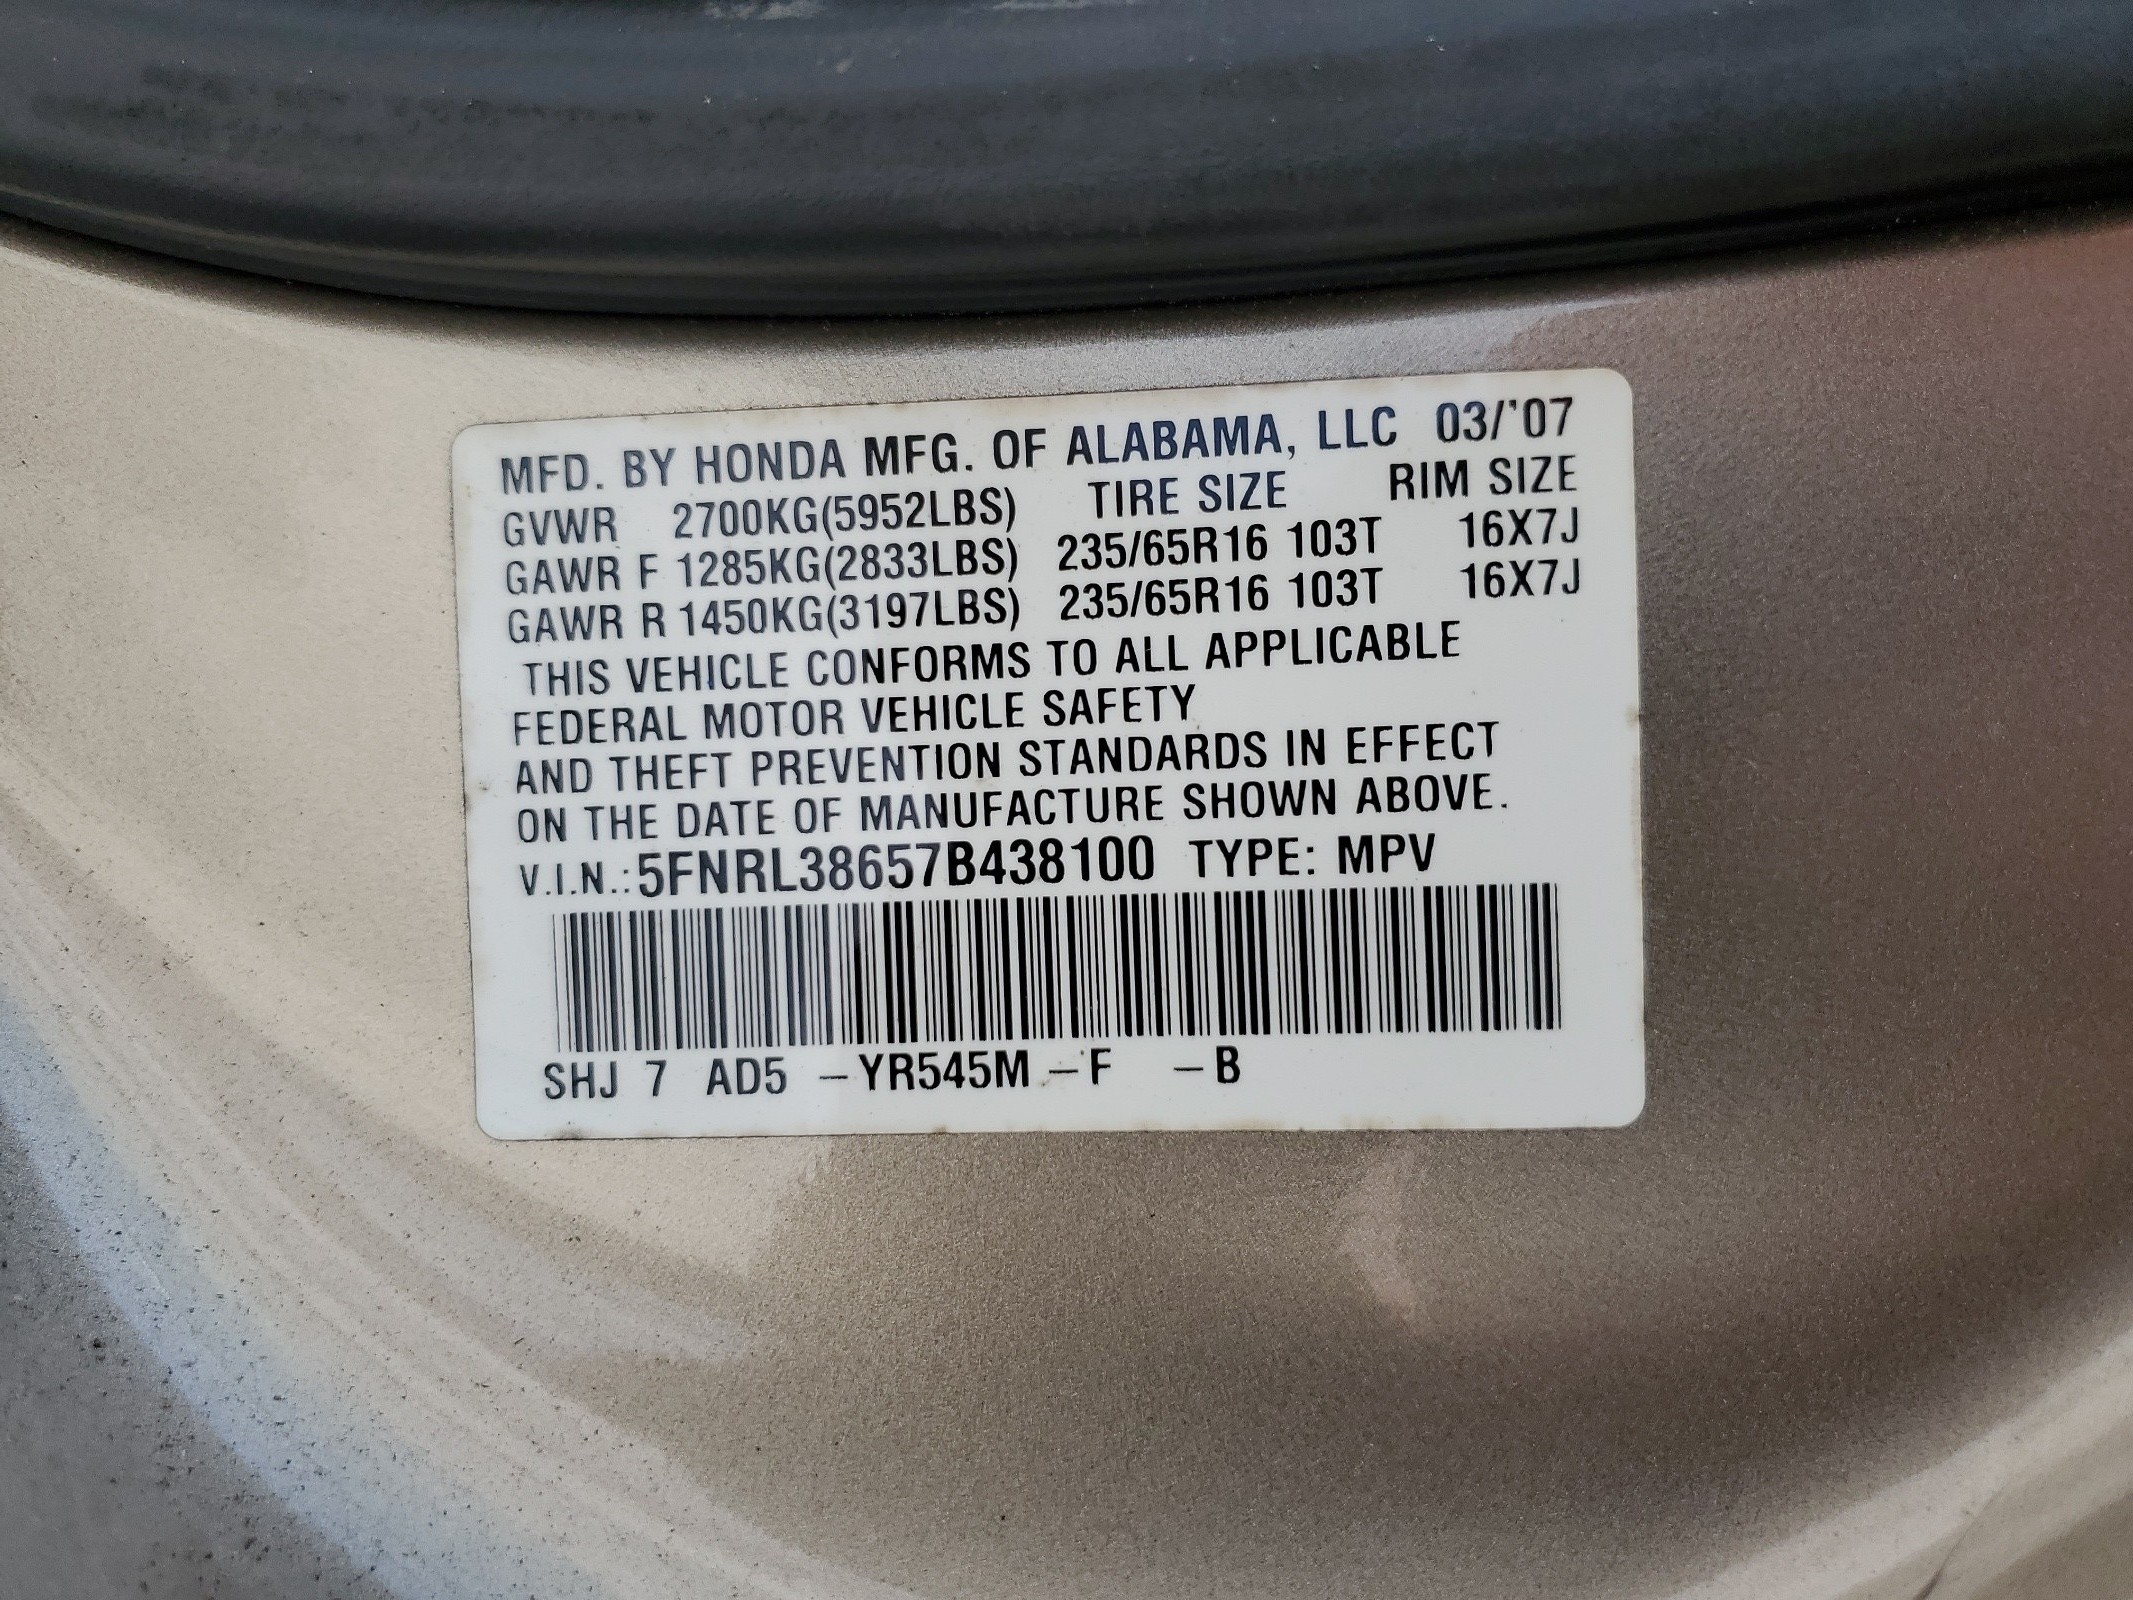 MFD. BY HONDA MFG. OF ALABAMA, LLC 03/'07
GVWR 2700KG(5952LBS) TIRE SIZE RIM SIZE
GAWR F 1285KG(2833LBS) 235/65R16 103T 16X7J
GAWR R 1450KG(3197LBS) 235/65R16 103T 16X7J
THIS VEHICLE CONFORMS TO ALL APPLICABLE
FEDERAL MOTOR VEHICLE SAFETY
AND THEFT PREVENTION STANDARDS IN EFFECT
ON THE DATE OF MANUFACTURE SHOWN ABOVE.
V.I.N.: 5FNRL38657B438100 TYPE: MPV
SHJ 7 AD5 –YR545M –F –B